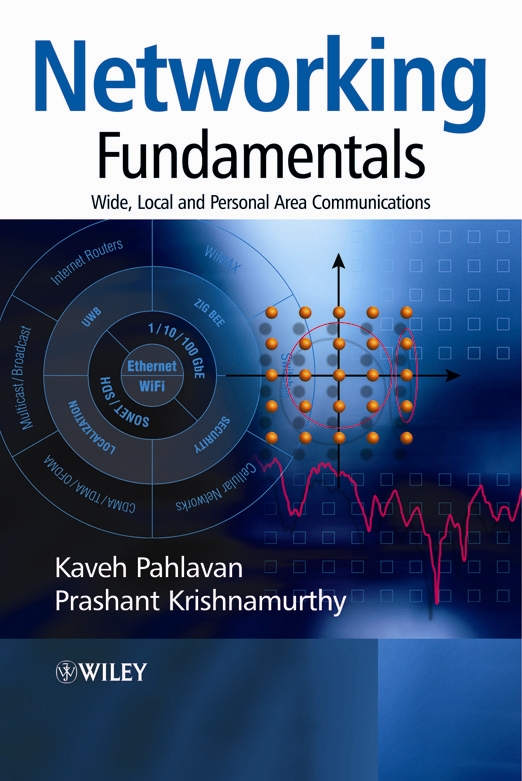 Networking
Fundamentals
Wide, Local and Personal Area Communications
Internet Routers
WiMAX
UWB
ZIG BEE
1/10/100 GbE
Ethernet
WiFi
Multicast/Broadcast
SONET/SDH
LOCALIZATION
SECURITY
CDMA/TDMA/OFDMA
Cellular Networks
Kaveh Pahlavan
Prashant Krishnamurthy
WILEY